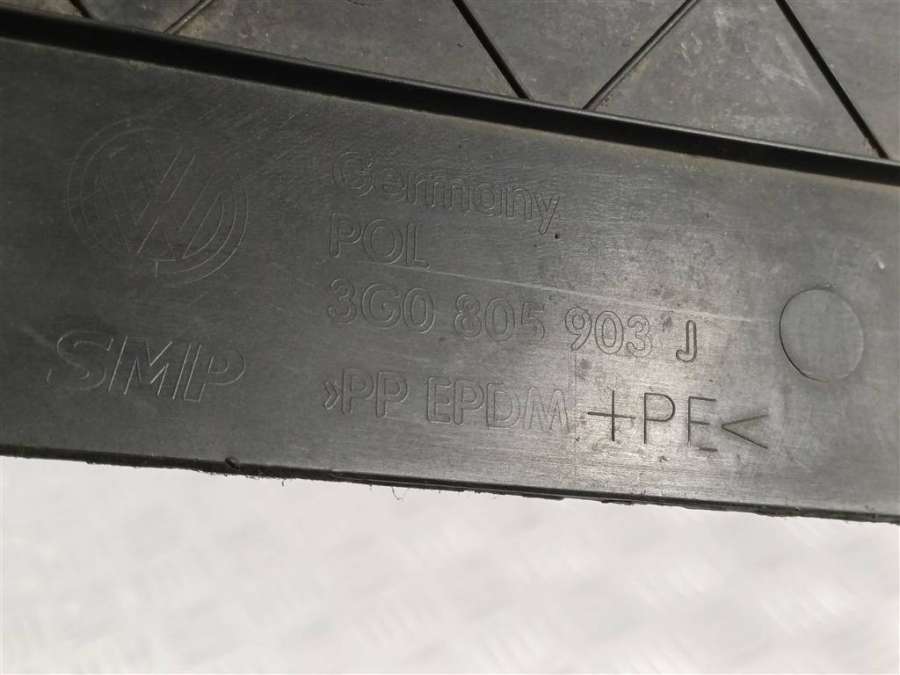 Germany
POL
3G0 805 903 J
SMP
>PP EPDM +PE<